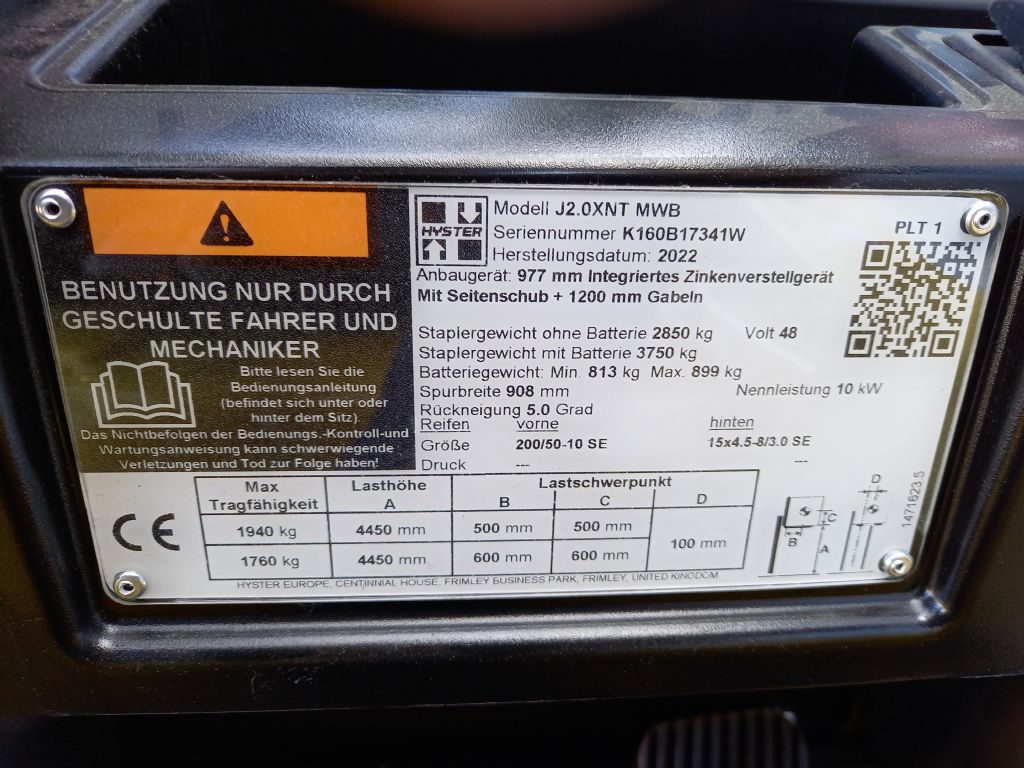 BENUTZUNG NUR DURCH
GESCHULTE FAHRER UND
MECHANIKER
Bitte lesen Sie die
Bedienungsanleitung
(befindet sich unter oder
hinter dem Sitz)
Das Nichtbefolgen der Bedienungs.-Kontroll-und
Wartungsanweisung kann schwerwiegende
Verletzungen und Tod zur Folge haben!
HYSTER
Modell J2.0XNT MWB
Seriennummer K160B17341W
Herstellungsdatum: 2022
PLT 1
Anbaugerät: 977 mm Integriertes Zinkenverstellgerät
Mit Seitenschub + 1200 mm Gabeln
Staplergewicht ohne Batterie 2850 kg Volt 48
Staplergewicht mit Batterie 3750 kg
Batteriegewicht: Min. 813 kg Max. 899 kg
Spurbreite 908 mm Nennleistung 10 kW
Rückneigung 5.0 Grad
Reifen vorne hinten
Größe 200/50-10 SE 15x4.5-8/3.0 SE
Druck --- ---
Max Tragfähigkeit Lasthöhe A Lastschwerpunkt B C D
1940 kg 4450 mm 500 mm 500 mm 100 mm
1760 kg 4450 mm 600 mm 600 mm
CE
B C A D
1471623.5
HYSTER EUROPE, CENTINNIAL HOUSE, FRIMLEY BUSINESS PARK, FRIMLEY, UNITED KINGDOM